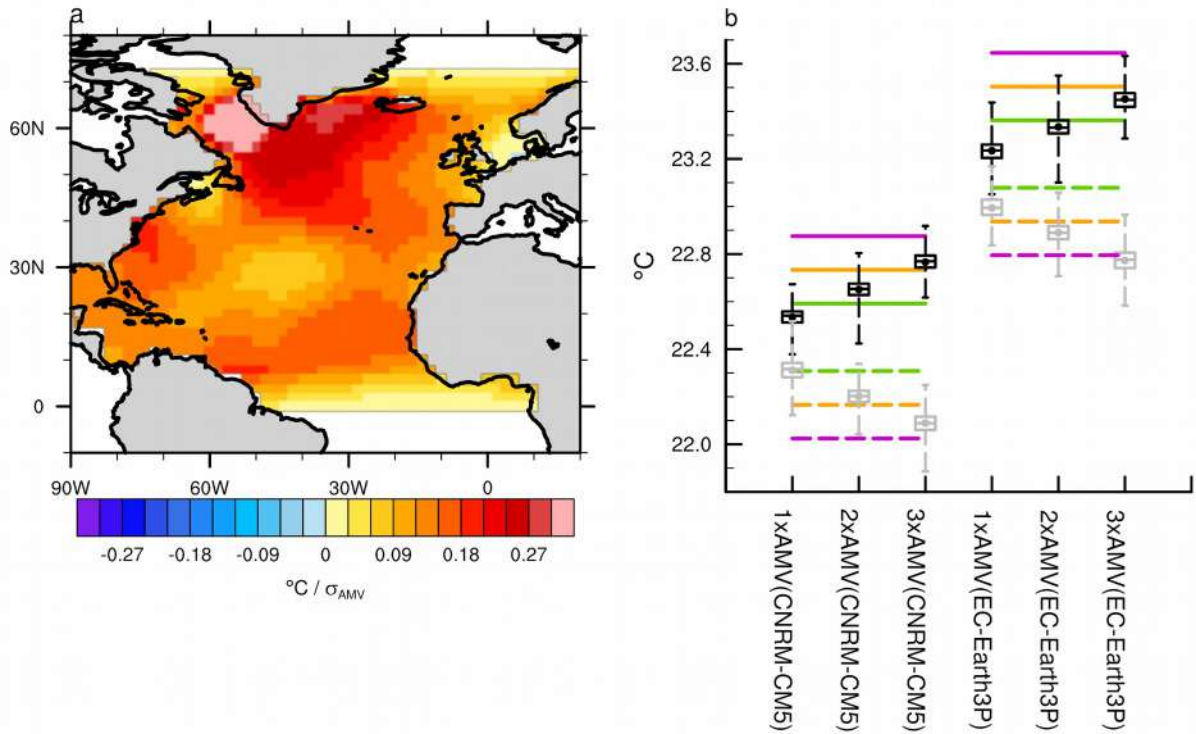 a
60N
30N
0
90W 60W 30W 0
-0.27 -0.18 -0.09 0 0.09 0.18 0.27
°C / σAMV
b
°C
23.6
23.2
22.8
22.4
22.0
1xAMV(CNRM-CM5)
2xAMV(CNRM-CM5)
3xAMV(CNRM-CM5)
1xAMV(EC-Earth3P)
2xAMV(EC-Earth3P)
3xAMV(EC-Earth3P)